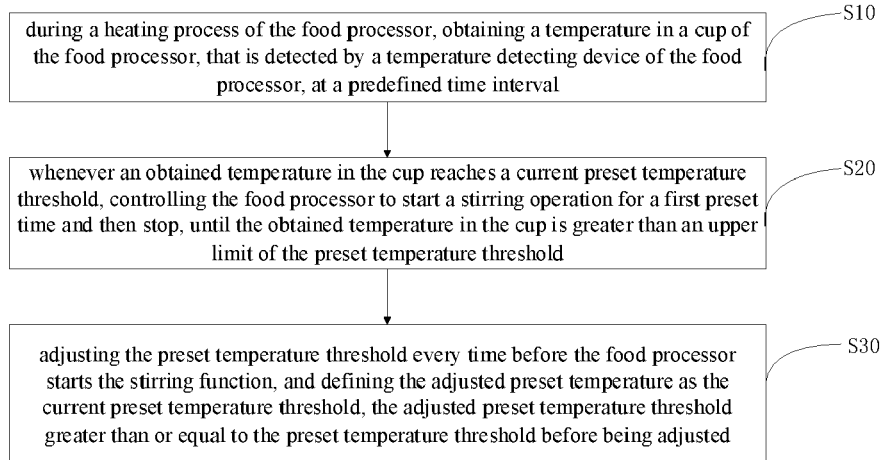 during a heating process of the food processor, obtaining a temperature in a cup of
the food processor, that is detected by a temperature detecting device of the food
processor, at a predefined time interval
S10
whenever an obtained temperature in the cup reaches a current preset temperature
threshold, controlling the food processor to start a stirring operation for a first preset
time and then stop, until the obtained temperature in the cup is greater than an upper
limit of the preset temperature threshold
S20
adjusting the preset temperature threshold every time before the food processor
starts the stirring function, and defining the adjusted preset temperature as the
current preset temperature threshold, the adjusted preset temperature threshold
greater than or equal to the preset temperature threshold before being adjusted
S30